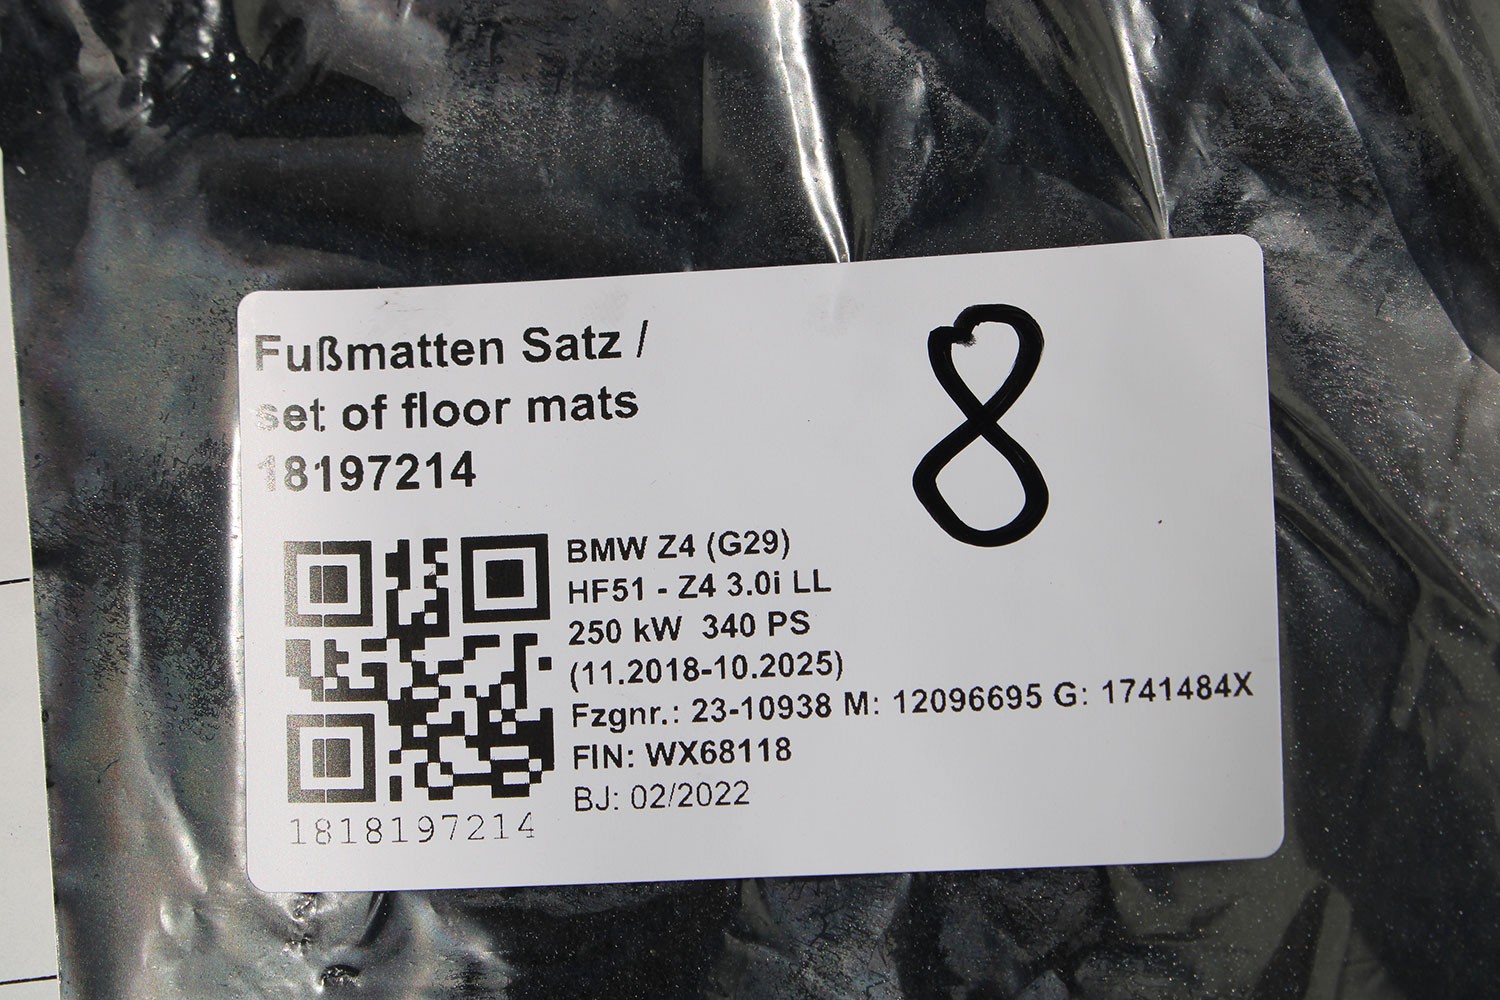 Fußmatten Satz /
set of floor mats
18197214
8
BMW Z4 (G29)
HF51 - Z4 3.0i LL
250 kW 340 PS
(11.2018-10.2025)
Fzgnr.: 23-10938 M: 12096695 G: 1741484X
FIN: WX68118
BJ: 02/2022
1818197214